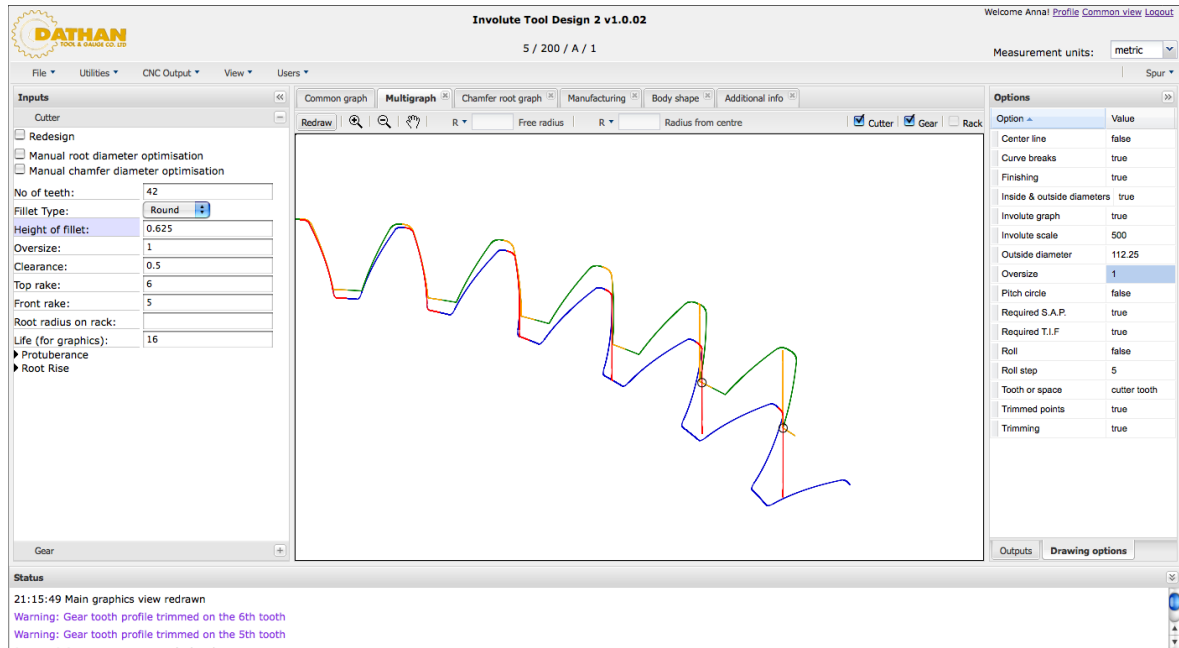 Welcome Anna! Profile Common view Logout
Involute Tool Design 2 v1.0.02
DATHAN
TOOL & GAUGE CO. LTD
5 / 200 / A / 1
Measurement units: metric
File Utilities CNC Output View Users Spur
Inputs
Cutter
Redesign
Manual root diameter optimisation
Manual chamfer diameter optimisation
No of teeth: 42
Fillet Type: Round
Height of fillet: 0.625
Oversize: 1
Clearance: 0.5
Top rake: 6
Front rake: 5
Root radius on rack:
Life (for graphics): 16
Protuberance
Root Rise
Gear
Common graph Multigraph Chamfer root graph Manufacturing Body shape Additional info
Redraw R Free radius R Radius from centre Cutter Gear Rack
Options
Option Value
Center line false
Curve breaks true
Finishing true
Inside & outside diameters true
Involute graph true
Involute scale 500
Outside diameter 112.25
Oversize 1
Pitch circle false
Required S.A.P. true
Required T.I.F true
Roll false
Roll step 5
Tooth or space cutter tooth
Trimmed points true
Trimming true
Outputs Drawing options
Status
21:15:49 Main graphics view redrawn
Warning: Gear tooth profile trimmed on the 6th tooth
Warning: Gear tooth profile trimmed on the 5th tooth